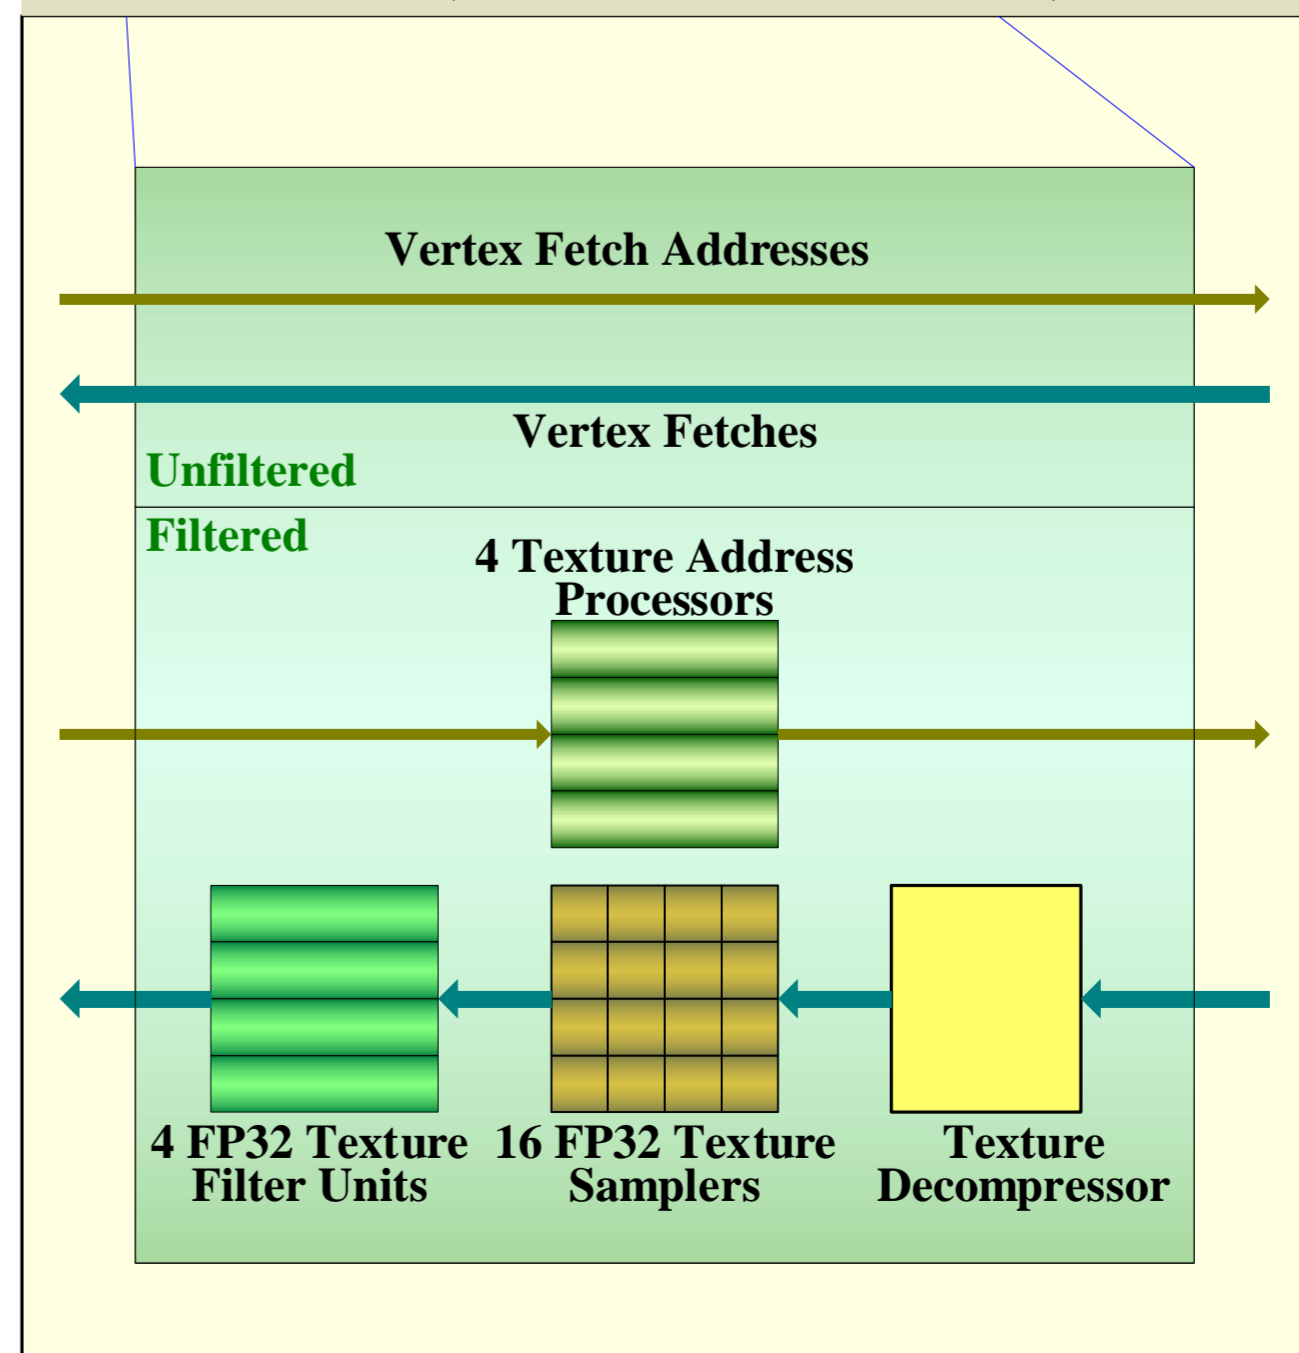 Vertex Fetch Addresses
Vertex Fetches
Unfiltered
Filtered
4 Texture Address
Processors
4 FP32 Texture
Filter Units
16 FP32 Texture
Samplers
Texture
Decompressor